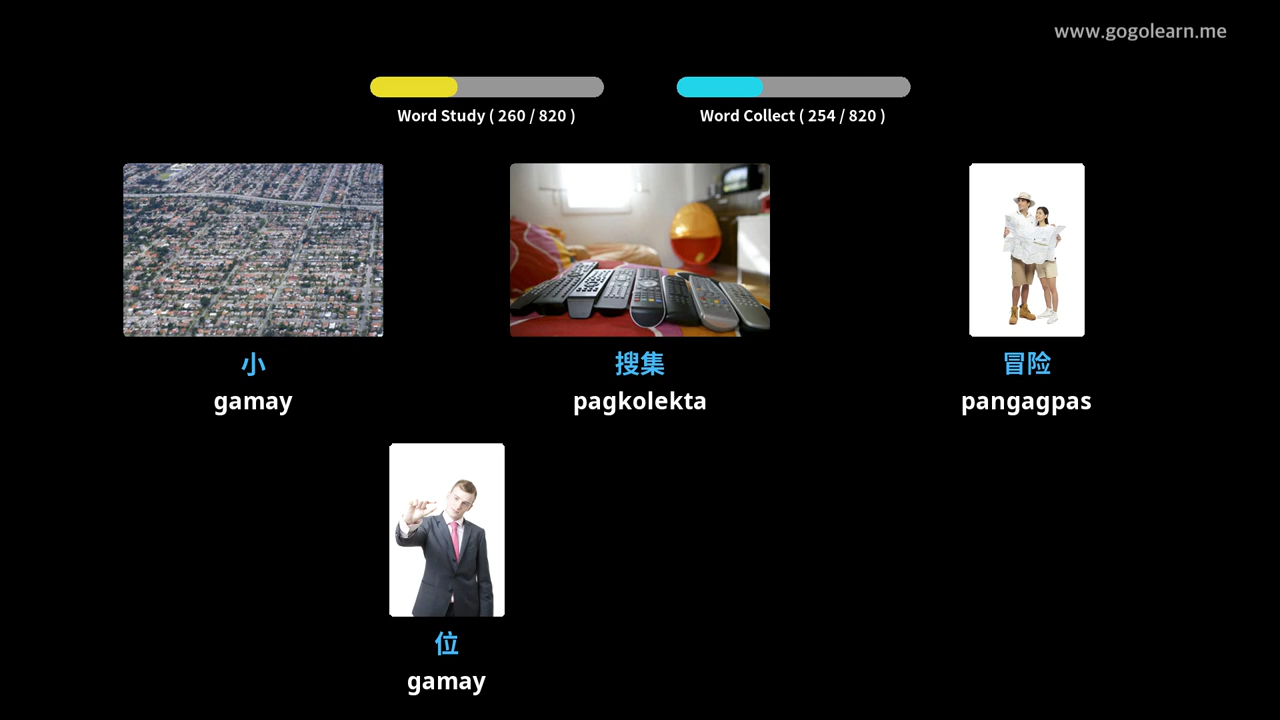 www.gogolearn.me
Word Study ( 260 / 820 )
Word Collect ( 254 / 820 )
小
gamay
搜集
pagkolekta
冒险
pangagpas
位
gamay